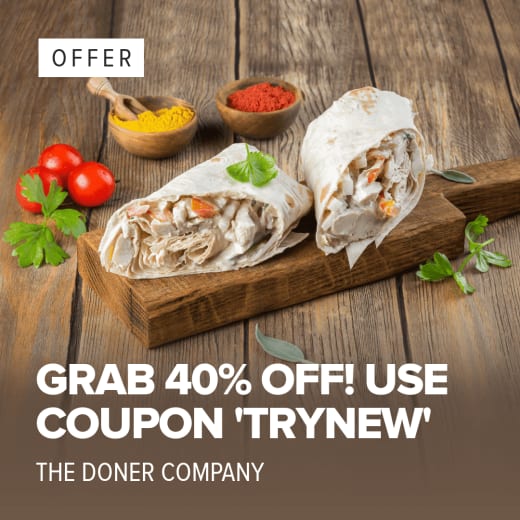 OFFER
GRAB 40% OFF! USE
COUPON 'TRYNEW'
THE DONER COMPANY